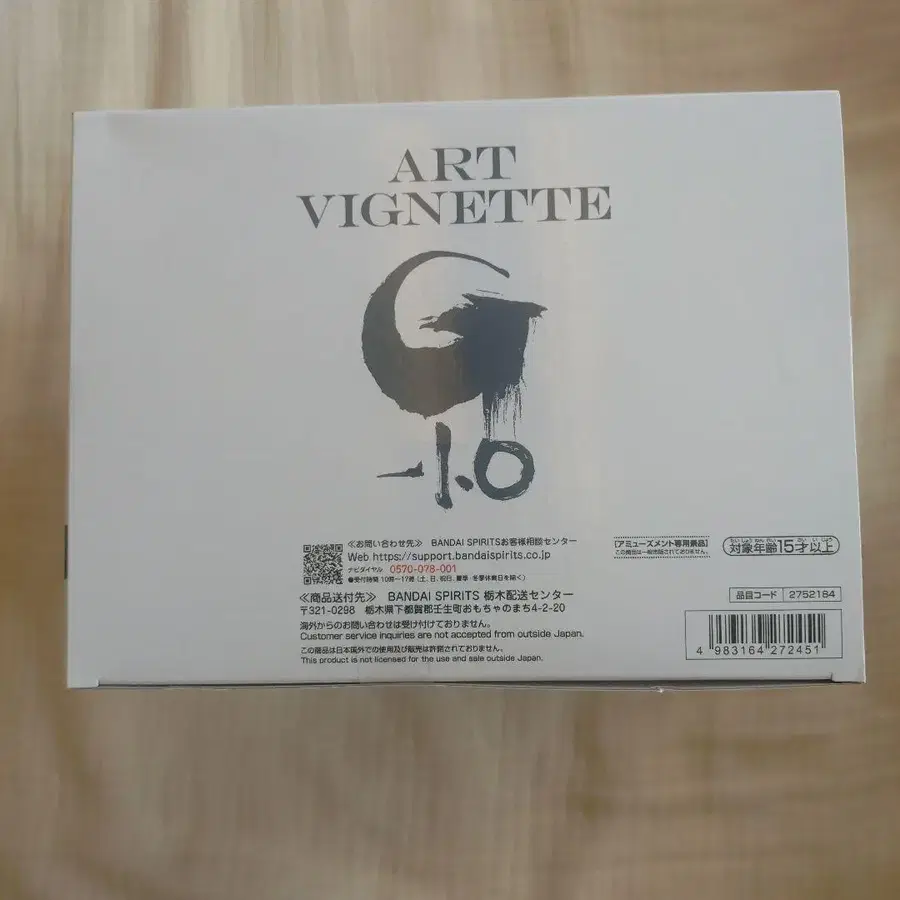 ART
VIGNETTE
G
-1.0
≪お問い合わせ先≫ BANDAI SPIRITSお客様相談センター
Web https://support.bandaispirits.co.jp
ナビダイヤル 0570-078-001
●受付時間 10時~17時 (土、日、祝日、夏季・冬季休業日を除く)
≪商品送付先≫ BANDAI SPIRITS 栃木配送センター
〒321-0298 栃木県下都賀郡壬生町おもちゃのまち4-2-20
海外からのお問い合わせは受け付けておりません。
Customer service inquiries are not accepted from outside Japan.
この商品は日本国外での使用及び販売は許諾されておりません。
This product is not licensed for the use and sale outside Japan.
[アミューズメント専用景品]
この商品は一般市販されておりません。
対象年齢15才以上
品目コード 2752184
4 983164 272451